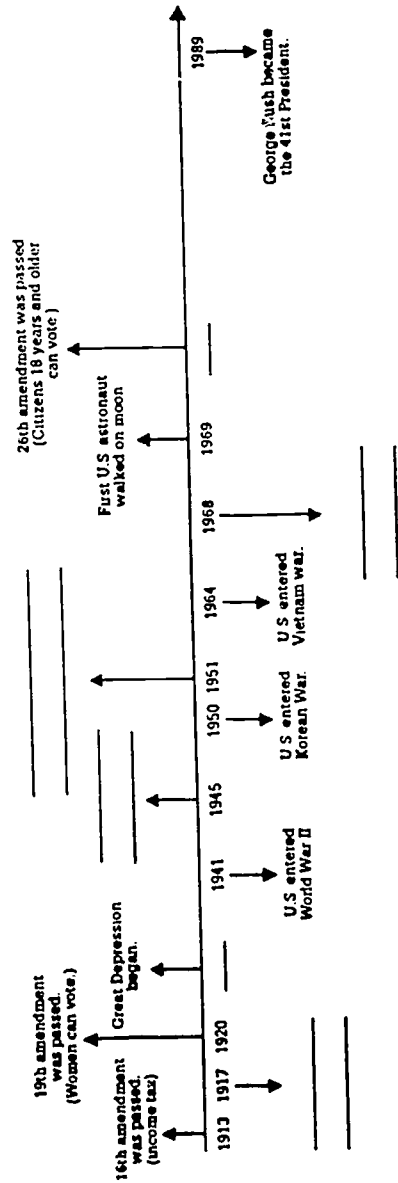 19th amendment
was passed.
(Women can vote.)
26th amendment was passed
(Citizens 18 years and older
can vote.)
16th amendment
was passed.
(income tax)
Great Depression
began.
First U.S astronaut
walked on moon
1913
1917
1920
1941
1945
1950
1951
1964
1968
1969
1989
U.S. entered
World War II
U.S. entered
Korean War.
U.S. entered
Vietnam war.
George Bush became
the 41st President.